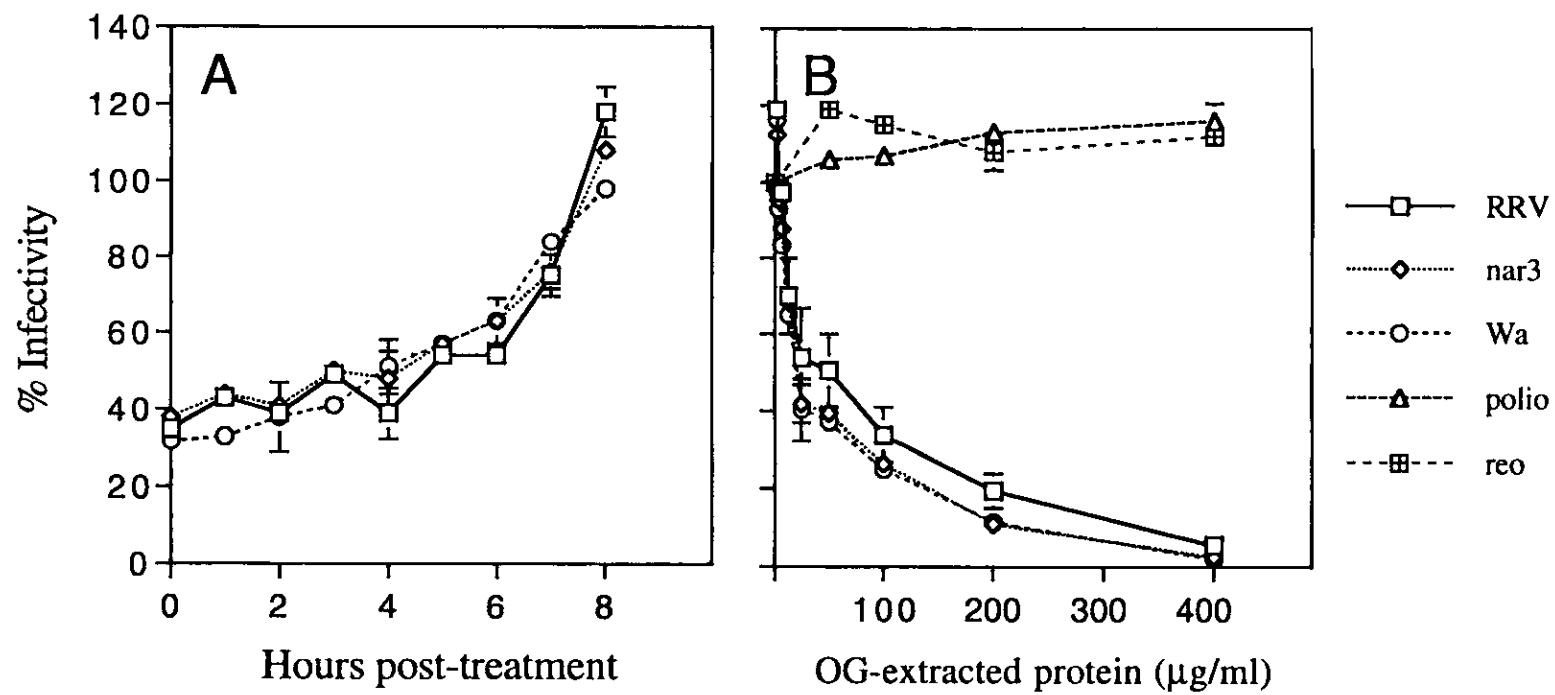 A
B
% Infectivity
140
120
100
80
60
40
20
0
0 2 4 6 8
Hours post-treatment
100 200 300 400
OG-extracted protein (µg/ml)
RRV
nar3
Wa
polio
reo